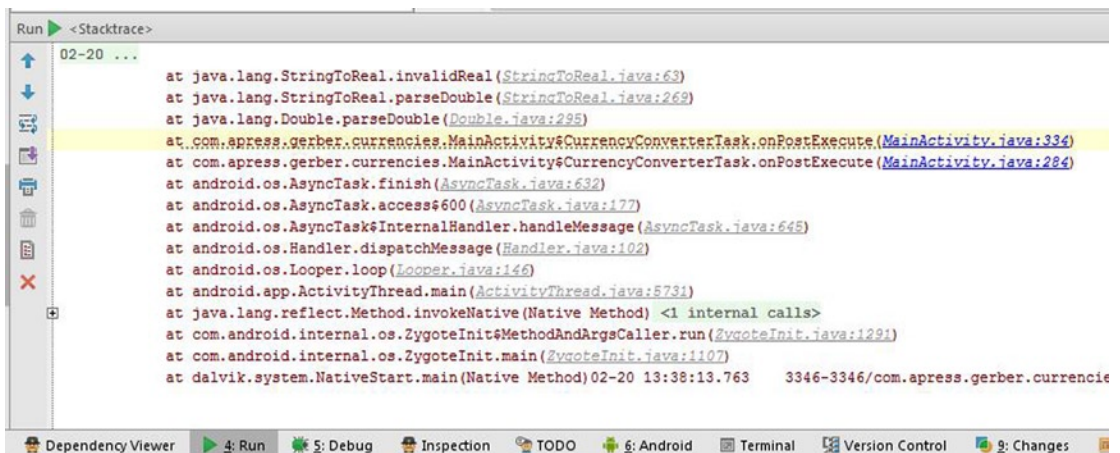 Run <Stacktrace>
02-20 ...
at java.lang.StringToReal.invalidReal(StringToReal.java:63)
at java.lang.StringToReal.parseDouble(StringToReal.java:269)
at java.lang.Double.parseDouble(Double.java:295)
at com.apress.gerber.currencies.MainActivity$CurrencyConverterTask.onPostExecute(MainActivity.java:334)
at com.apress.gerber.currencies.MainActivity$CurrencyConverterTask.onPostExecute(MainActivity.java:284)
at android.os.AsyncTask.finish(AsyncTask.java:632)
at android.os.AsyncTask.access$600(AsyncTask.java:177)
at android.os.AsyncTask$InternalHandler.handleMessage(AsyncTask.java:645)
at android.os.Handler.dispatchMessage(Handler.java:102)
at android.os.Looper.loop(Looper.java:146)
at android.app.ActivityThread.main(ActivityThread.java:5731)
at java.lang.reflect.Method.invokeNative(Native Method) <1 internal calls>
at com.android.internal.os.ZygoteInit$MethodAndArgsCaller.run(ZygoteInit.java:1291)
at com.android.internal.os.ZygoteInit.main(ZygoteInit.java:1107)
at dalvik.system.NativeStart.main(Native Method)02-20 13:38:13.763 3346-3346/com.apress.gerber.currencie
Dependency Viewer 4: Run 5: Debug Inspection TODO 6: Android Terminal Version Control 9: Changes